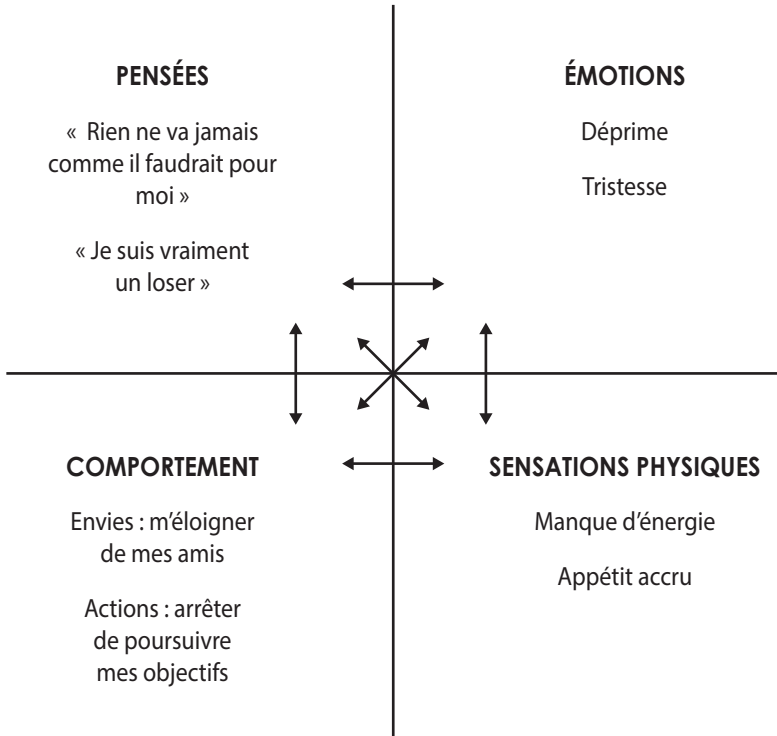 PENSÉES
« Rien ne va jamais
comme il faudrait pour
moi »
« Je suis vraiment
un loser »
ÉMOTIONS
Déprime
Tristesse
COMPORTEMENT
Envies : m’éloigner
de mes amis
Actions : arrêter
de poursuivre
mes objectifs
SENSATIONS PHYSIQUES
Manque d’énergie
Appétit accru